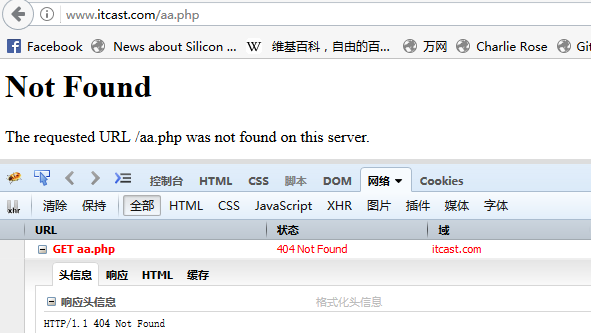 www.itcast.com/aa.php
Facebook News about Silicon ... W 维基百科，自由的百... 万网 Charlie Rose Git
Not Found
The requested URL /aa.php was not found on this server.
控制台 HTML CSS 脚本 DOM 网络 Cookies
xhr 清除 保持 全部 HTML CSS JavaScript XHR 图片 插件 媒体 字体
URL 状态 域
GET aa.php 404 Not Found itcast.com
头信息 响应 HTML 缓存
响应头信息 格式化头信息
HTTP/1.1 404 Not Found